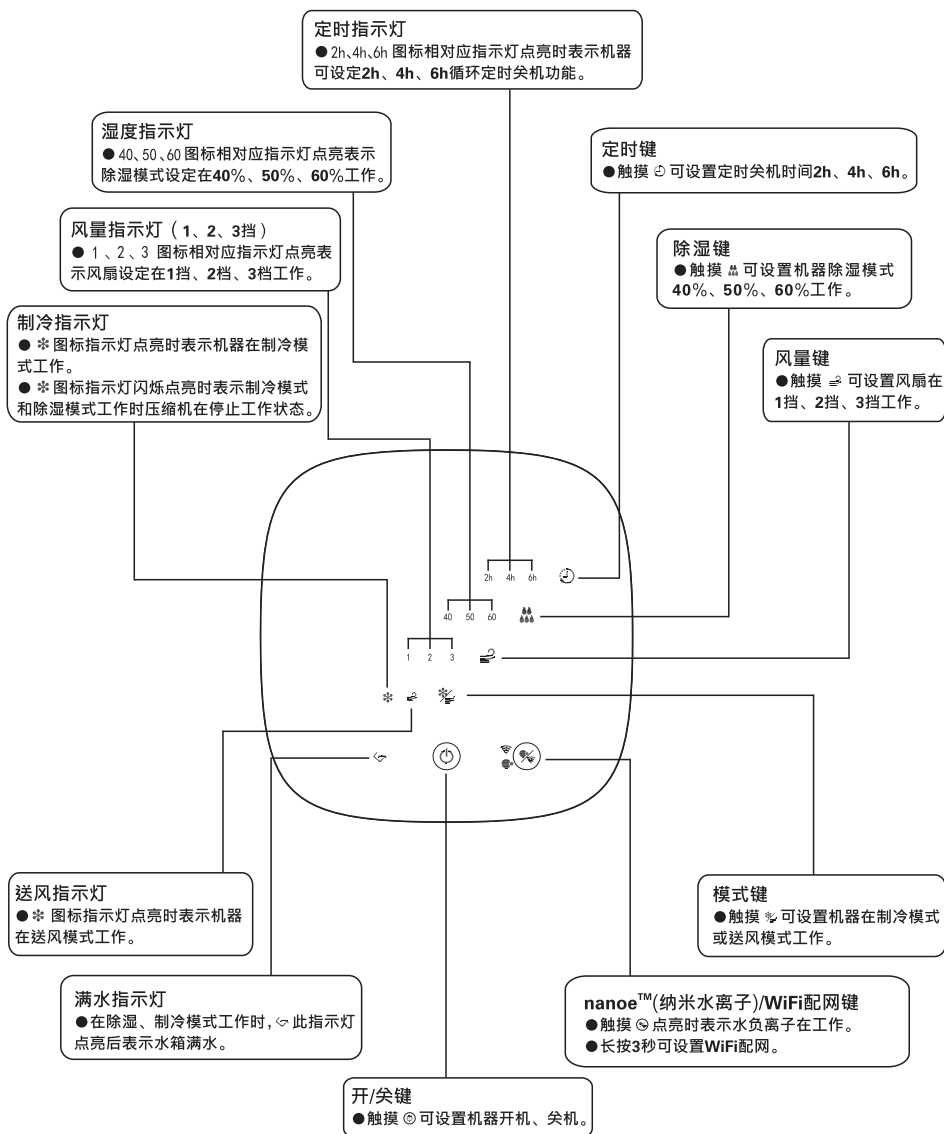 定时指示灯
● 2h、4h、6h 图标相对应指示灯点亮时表示机器
可设定2h、4h、6h循环定时关机功能。
湿度指示灯
● 40、50、60 图标相对应指示灯点亮表示
除湿模式设定在40%、50%、60%工作。
定时键
●触摸 可设置定时关机时间2h、4h、6h。
风量指示灯（1、2、3挡）
● 1 、2 、3 图标相对应指示灯点亮表
示风扇设定在1挡、2档、3档工作。
除湿键
●触摸 可设置机器除湿模式
40%、50%、60%工作。
制冷指示灯
● ❄ 图标指示灯点亮时表示机器在制冷模
式工作。
● ❄ 图标指示灯闪烁点亮时表示制冷模式
和除湿模式工作时压缩机在停止工作状态。
风量键
●触摸 可设置风扇在
1挡、2挡、3挡工作。
2h 4h 6h
40 50 60
1 2 3
送风指示灯
● ❄ 图标指示灯点亮时表示机器
在送风模式工作。
模式键
●触摸 可设置机器在制冷模式
或送风模式工作。
满水指示灯
●在除湿、制冷模式工作时， 此指示灯
点亮后表示水箱满水。
nanoe™(纳米水离子)/WiFi配网键
●触摸 点亮时表示水负离子在工作。
●长按3秒可设置WiFi配网。
开/关键
●触摸 可设置机器开机、关机。